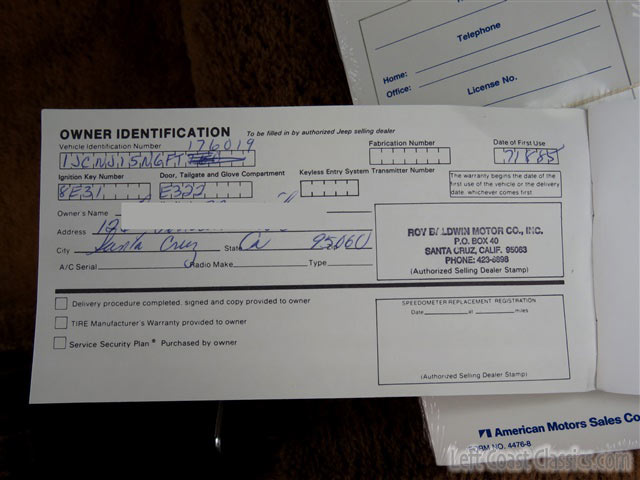 Telephone
Home:
Office:
License No.
OWNER IDENTIFICATION To be filled in by authorized Jeep selling dealer
Vehicle Identification Number 176019 Fabrication Number Date of First Use
1JCNJ15N6FT 71885
Ignition Key Number Door, Tailgate and Glove Compartment Keyless Entry System Transmitter Number
8E31 E322
The warranty begins the date of the
first use of the vehicle or the delivery
date, whichever comes first
Owner's Name
Address
City Santa Cruz State Ca 95060
A/C Serial Radio Make Type
ROY BALDWIN MOTOR CO., INC.
P.O. BOX 40
SANTA CRUZ, CALIF. 95063
PHONE: 423-8898
(Authorized Selling Dealer Stamp)
Delivery procedure completed: signed and copy provided to owner
TIRE Manufacturer's Warranty provided to owner
Service Security Plan® Purchased by owner
SPEEDOMETER REPLACEMENT REGISTRATION
Date at miles
(Authorized Selling Dealer Stamp)
American Motors Sales Co
FORM NO. 4476-8
LeftCoastClassics.com